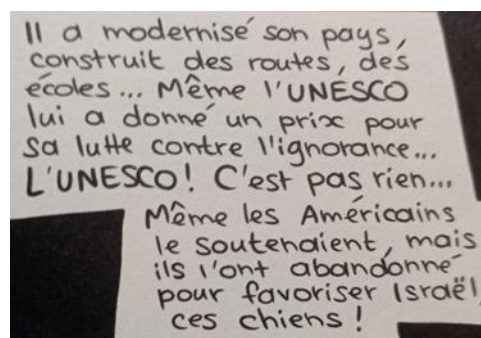 Il a modernisé son pays,
construit des routes, des
écoles... Même l'UNESCO
lui a donné un prix pour
sa lutte contre l'ignorance...
L'UNESCO! C'est pas rien...
Même les Américains
le soutenaient, mais
ils l'ont abandonné
pour favoriser Israël,
ces chiens!